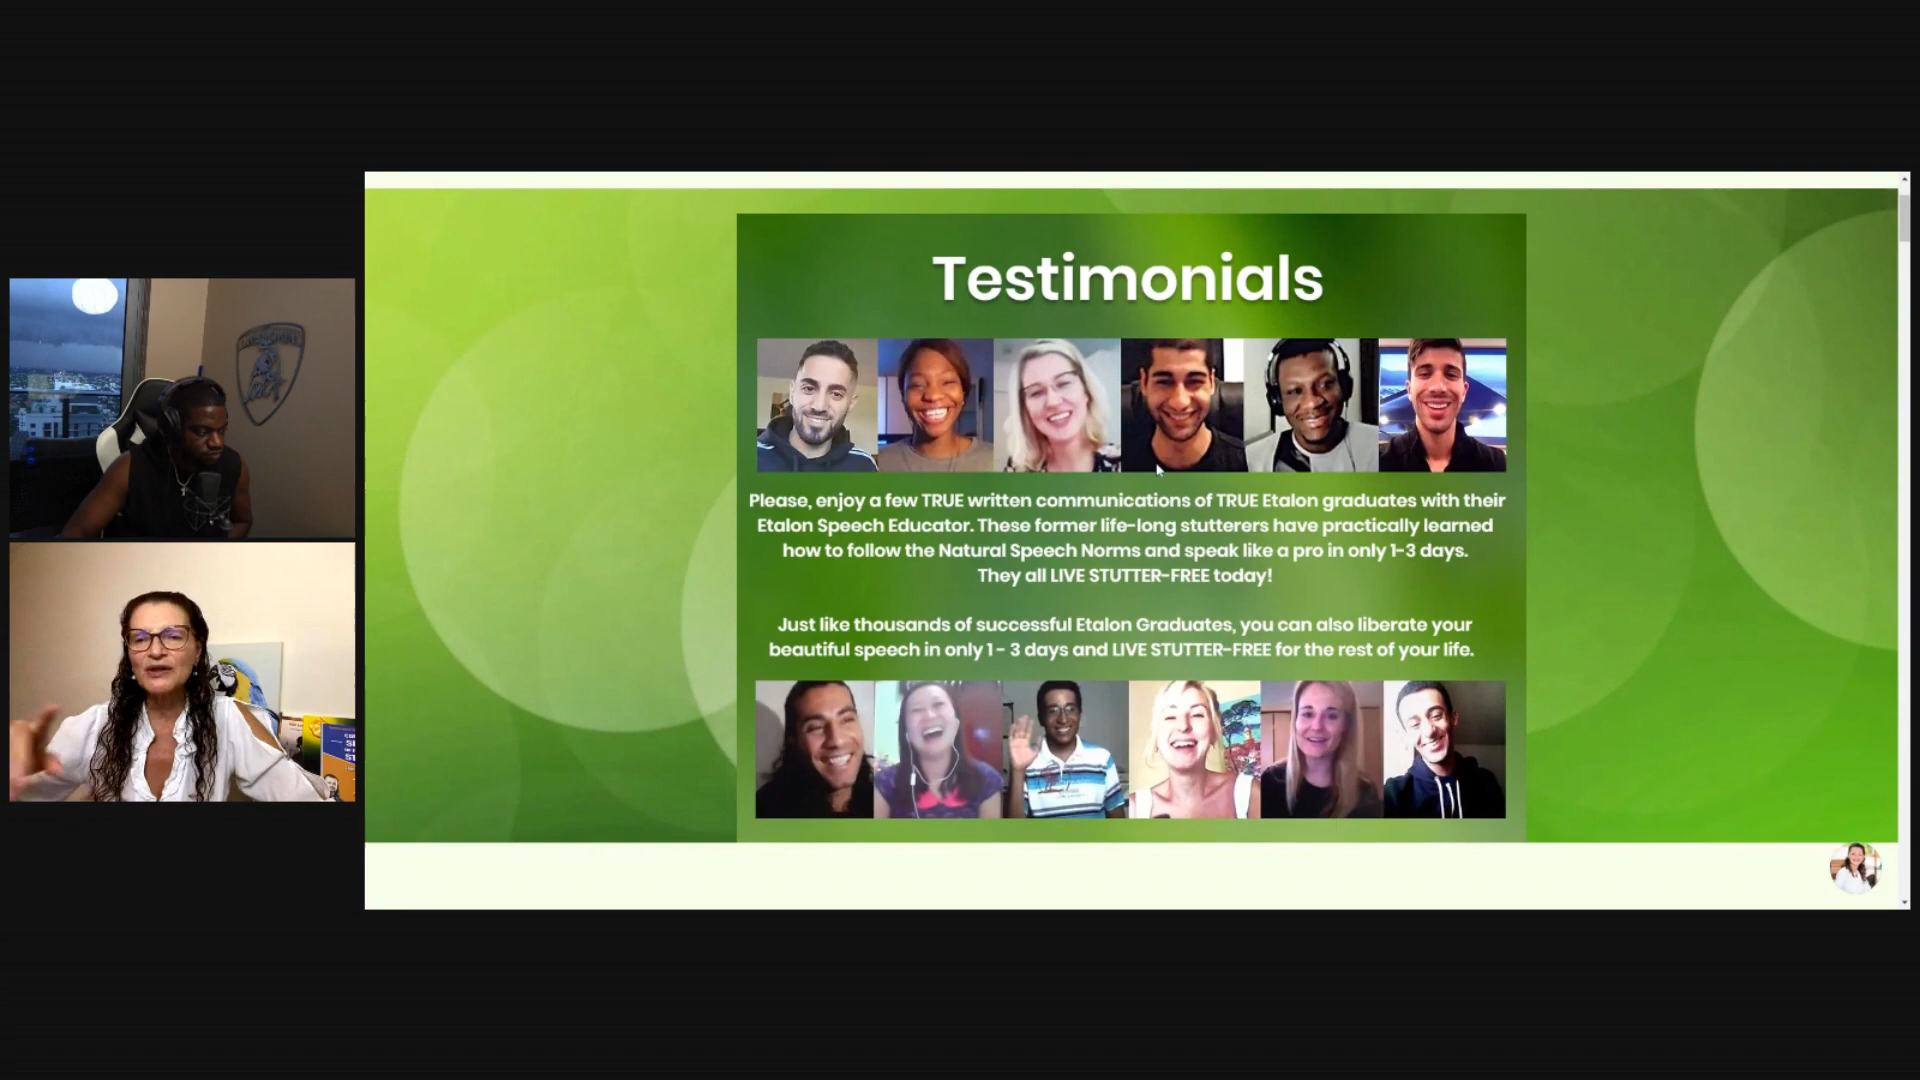 Testimonials
Please, enjoy a few TRUE written communications of TRUE Etalon graduates with their
Etalon Speech Educator. These former life-long stutterers have practically learned
how to follow the Natural Speech Norms and speak like a pro in only 1-3 days.
They all LIVE STUTTER-FREE today!
Just like thousands of successful Etalon Graduates, you can also liberate your
beautiful speech in only 1 - 3 days and LIVE STUTTER-FREE for the rest of your life.